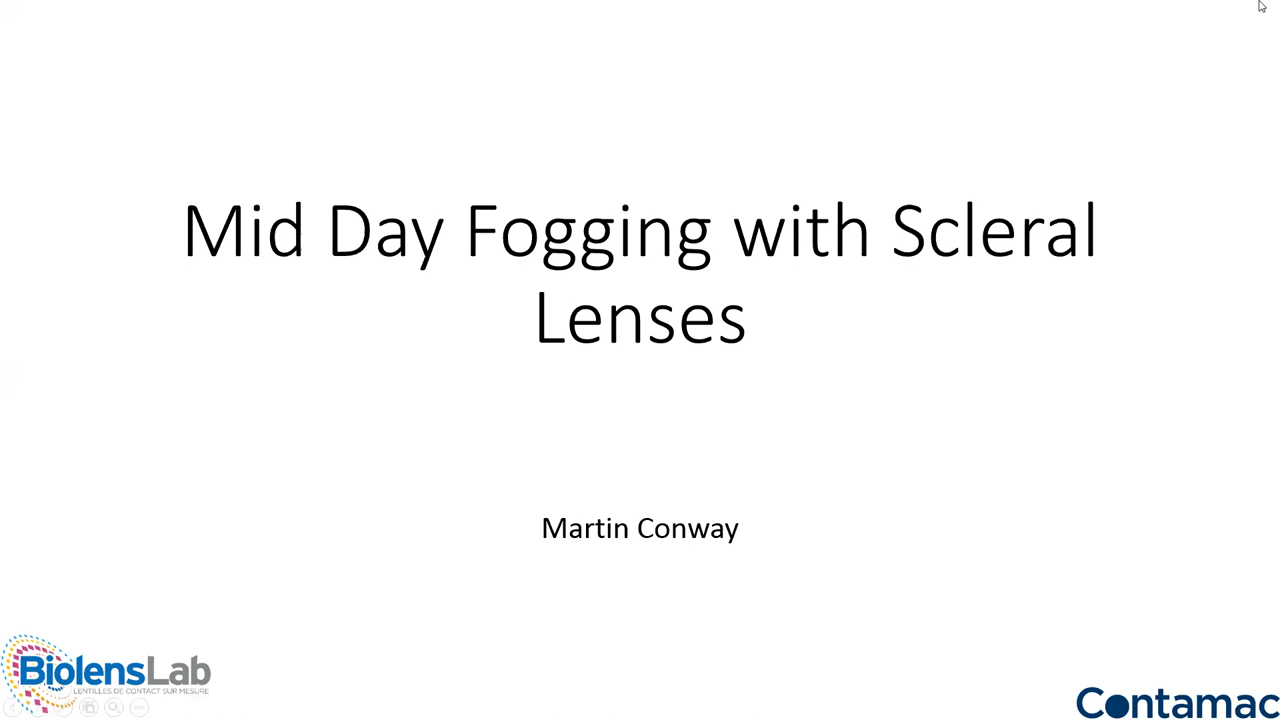 Mid Day Fogging with Scleral
Lenses
Martin Conway
BiolensLab
LENTILLES DE CONTACT SUR MESURE
Contamac